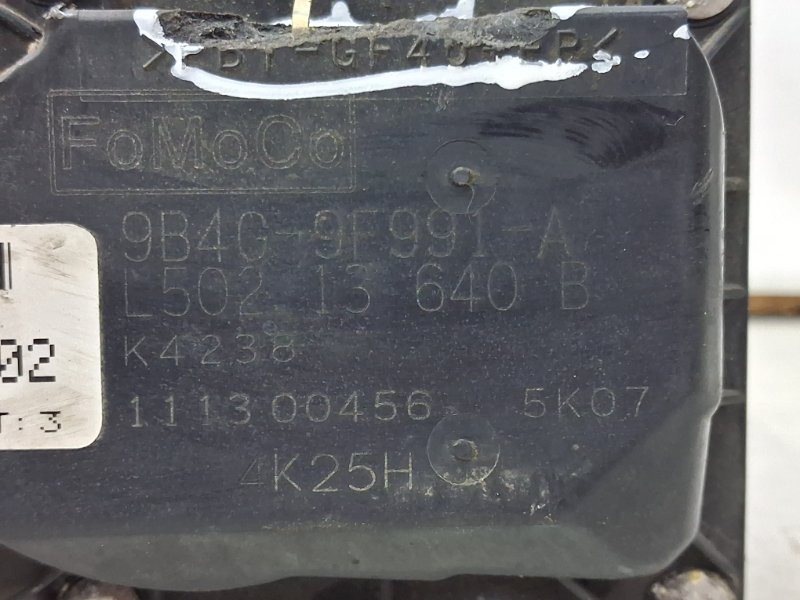 FoMoCo
9B4G-9F991-A
L502 13 640 B
K4238
02
111300456 5K07
T:3
4K25H